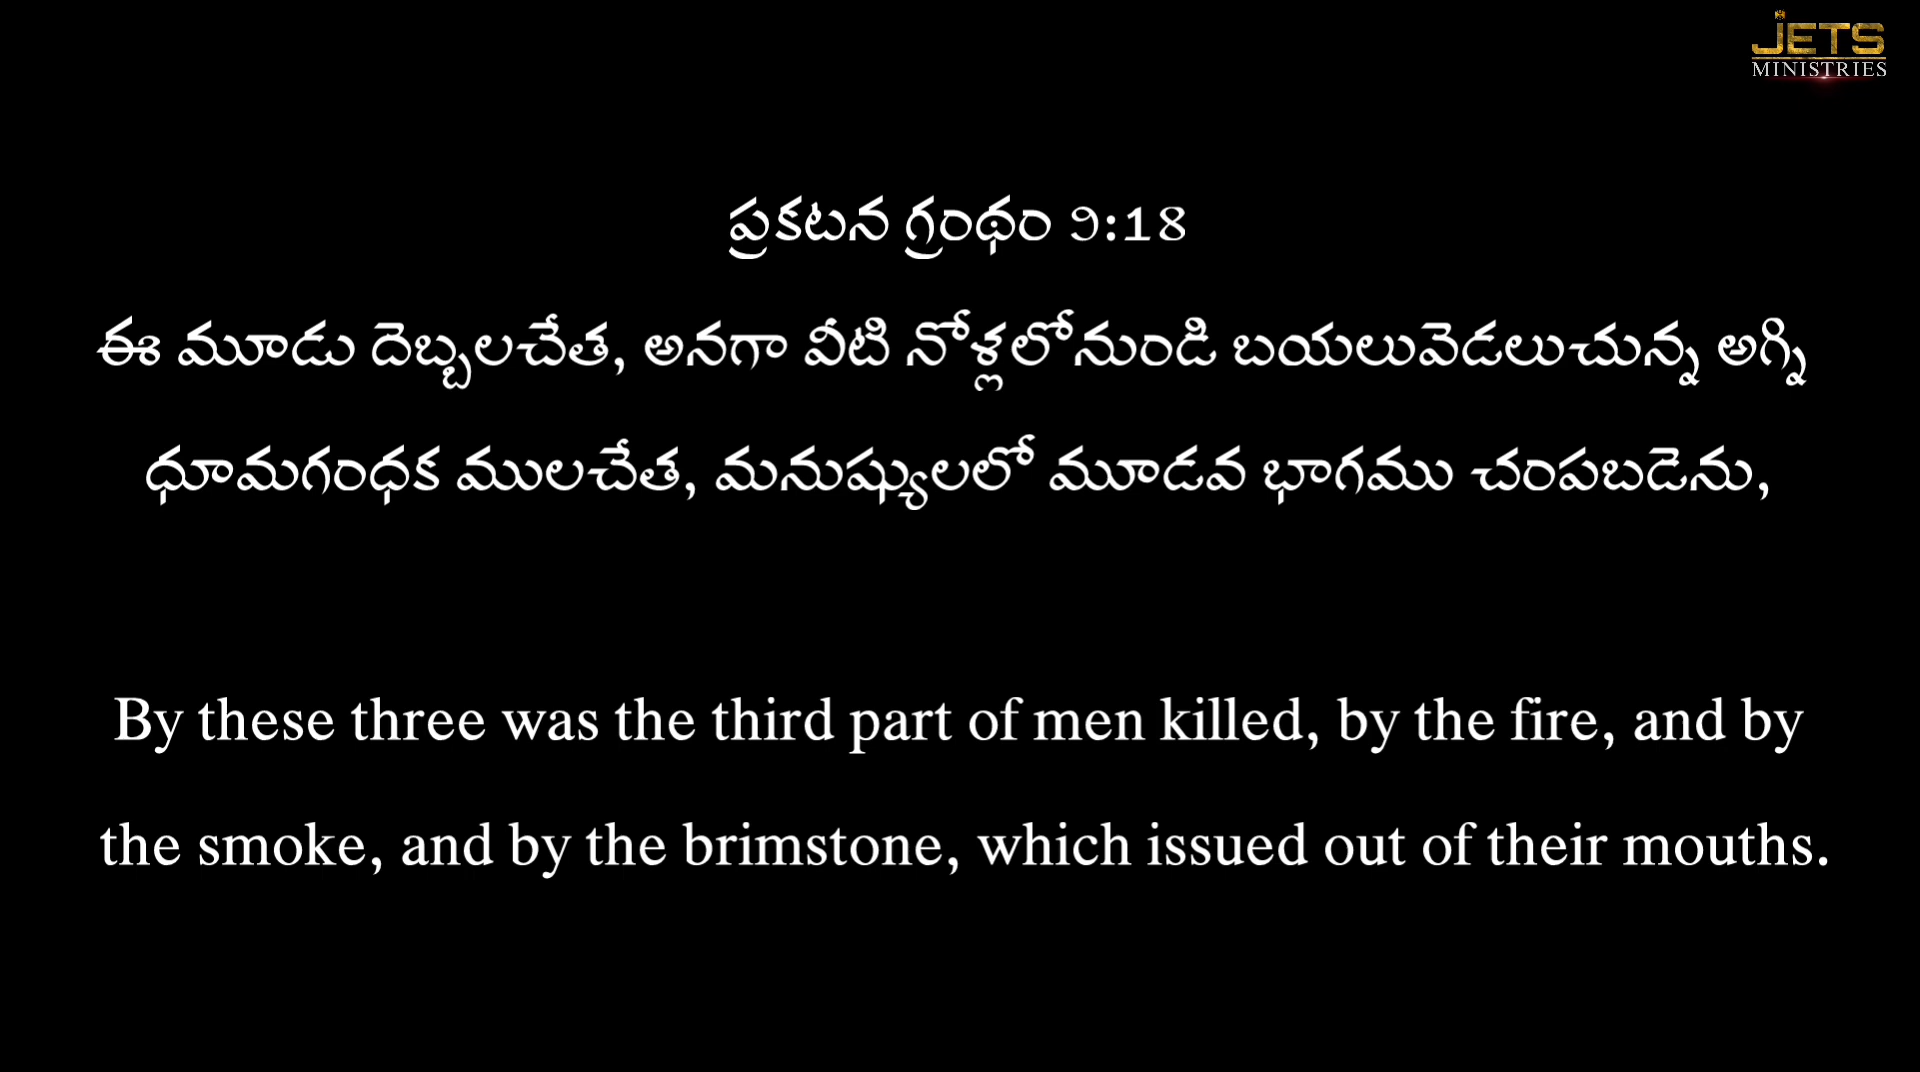 JETS
MINISTRIES
ప్రకటన గ్రంథం 9:18
ఈ మూడు దెబ్బలచేత, అనగా వీటి నోళ్లలోనుండి బయలువెడలుచున్న అగ్ని
ధూమగంధక ములచేత, మనుష్యులలో మూడవ భాగము చంపబడెను,
By these three was the third part of men killed, by the fire, and by
the smoke, and by the brimstone, which issued out of their mouths.